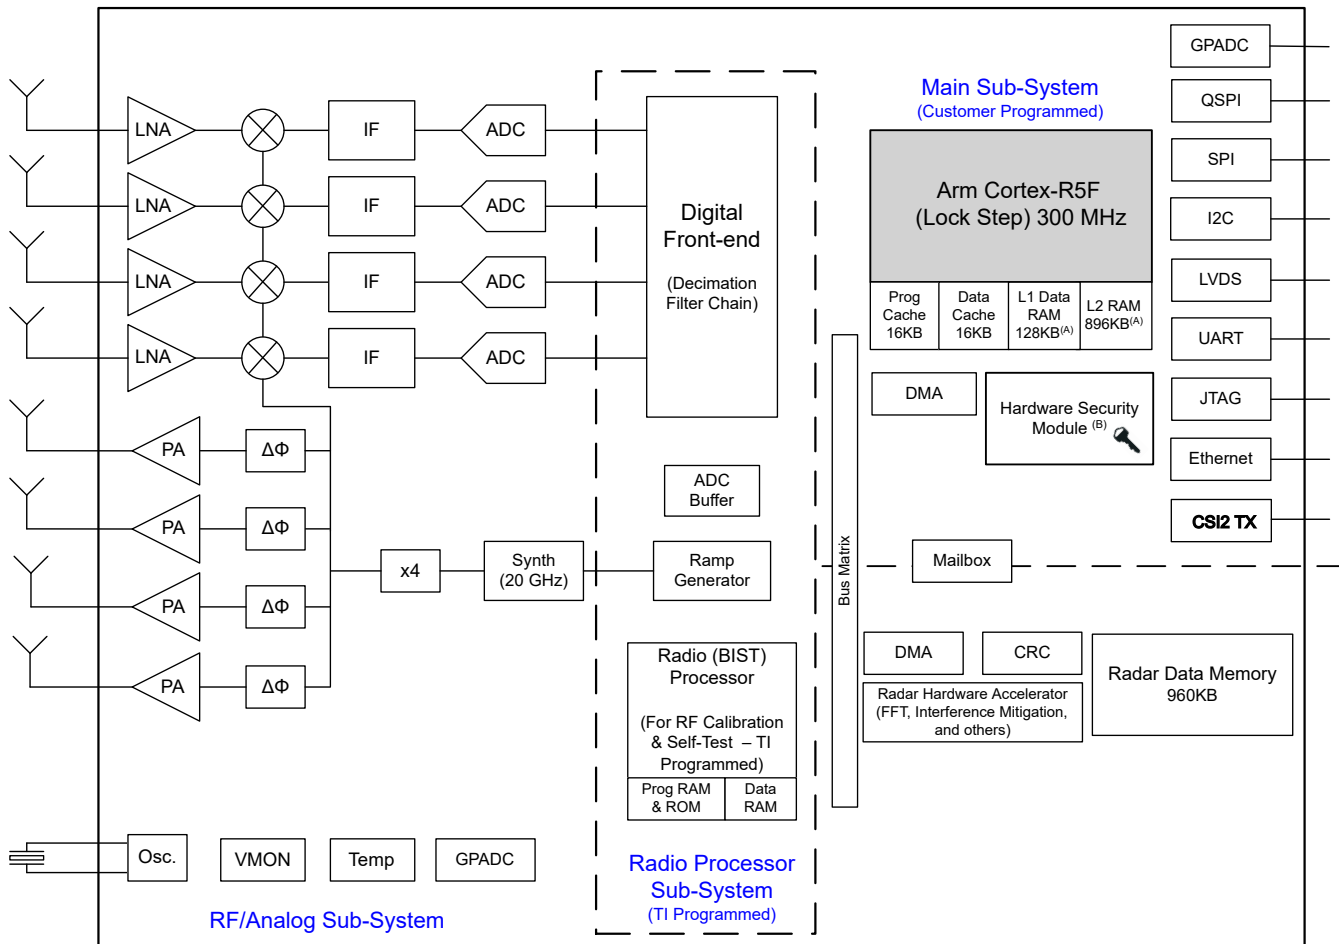 LNA
IF
ADC
LNA
IF
ADC
LNA
IF
ADC
LNA
IF
ADC
PA
ΔΦ
PA
ΔΦ
PA
ΔΦ
PA
ΔΦ
x4
Synth
(20 GHz)
Osc.
VMON
Temp
GPADC
RF/Analog Sub-System
Digital
Front-end
(Decimation
Filter Chain)
ADC
Buffer
Ramp
Generator
Radio (BIST)
Processor
(For RF Calibration
& Self-Test – TI
Programmed)
Prog RAM
& ROM
Data
RAM
Radio Processor
Sub-System
(TI Programmed)
Bus Matrix
Main Sub-System
(Customer Programmed)
Arm Cortex-R5F
(Lock Step) 300 MHz
Prog
Cache
16KB
Data
Cache
16KB
L1 Data
RAM
128KB(A)
L2 RAM
896KB(A)
DMA
Hardware Security
Module (B)
Mailbox
DMA
CRC
Radar Hardware Accelerator
(FFT, Interference Mitigation,
and others)
Radar Data Memory
960KB
GPADC
QSPI
SPI
I2C
LVDS
UART
JTAG
Ethernet
CSI2 TX